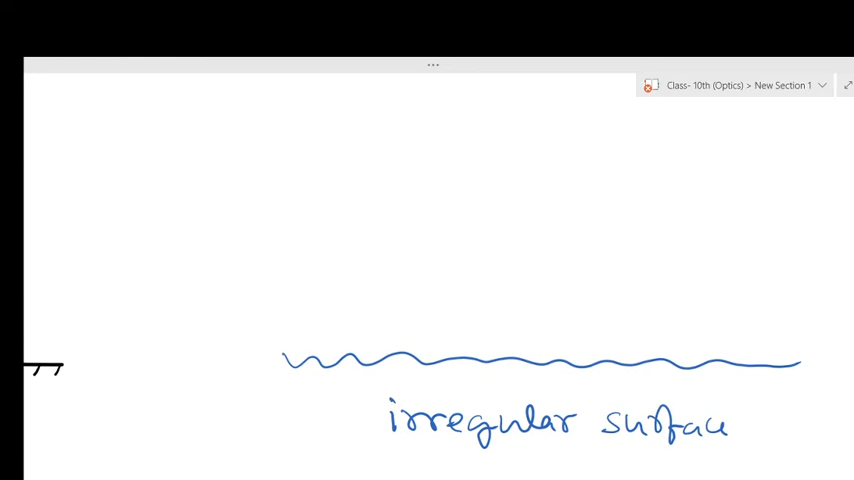 Class- 10th (Optics) > New Section 1
irregular surface